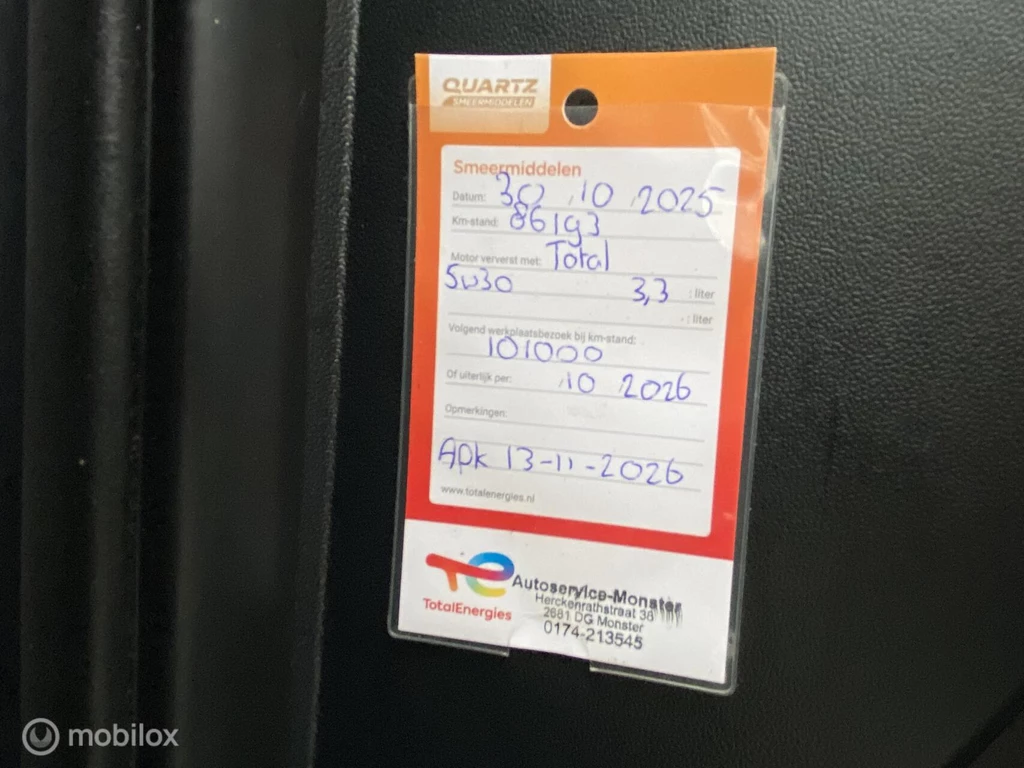 QUARTZ
SMEERMIDDELEN
Smeermiddelen
Datum: 30 .10 .2025
Km-stand: 86193
Motor ververst met: Total
5W30 3,3 : liter
: liter
Volgend werkplaatsbezoek bij km-stand:
101000
Of uiterlijk per: .10 2026
Opmerkingen:
Apk 13-11-2026
www.totalenergies.nl
TotalEnergies
Autoservice-Monster
Herckenrathstraat 38
2681 DG Monster
0174-213545
mobilox